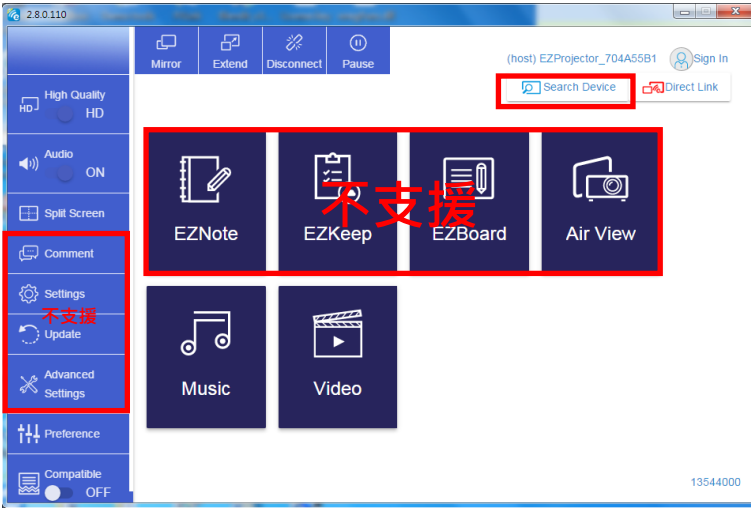 2.8.0.110
Mirror
Extend
Disconnect
Pause
(host) EZProjector_704A55B1
Sign In
Search Device
Direct Link
HD
High Quality
HD
Audio
ON
Split Screen
Comment
Settings
不支援
Update
Advanced
Settings
Preference
Compatible
OFF
EZNote
EZKeep
EZBoard
Air View
不支援
Music
Video
13544000